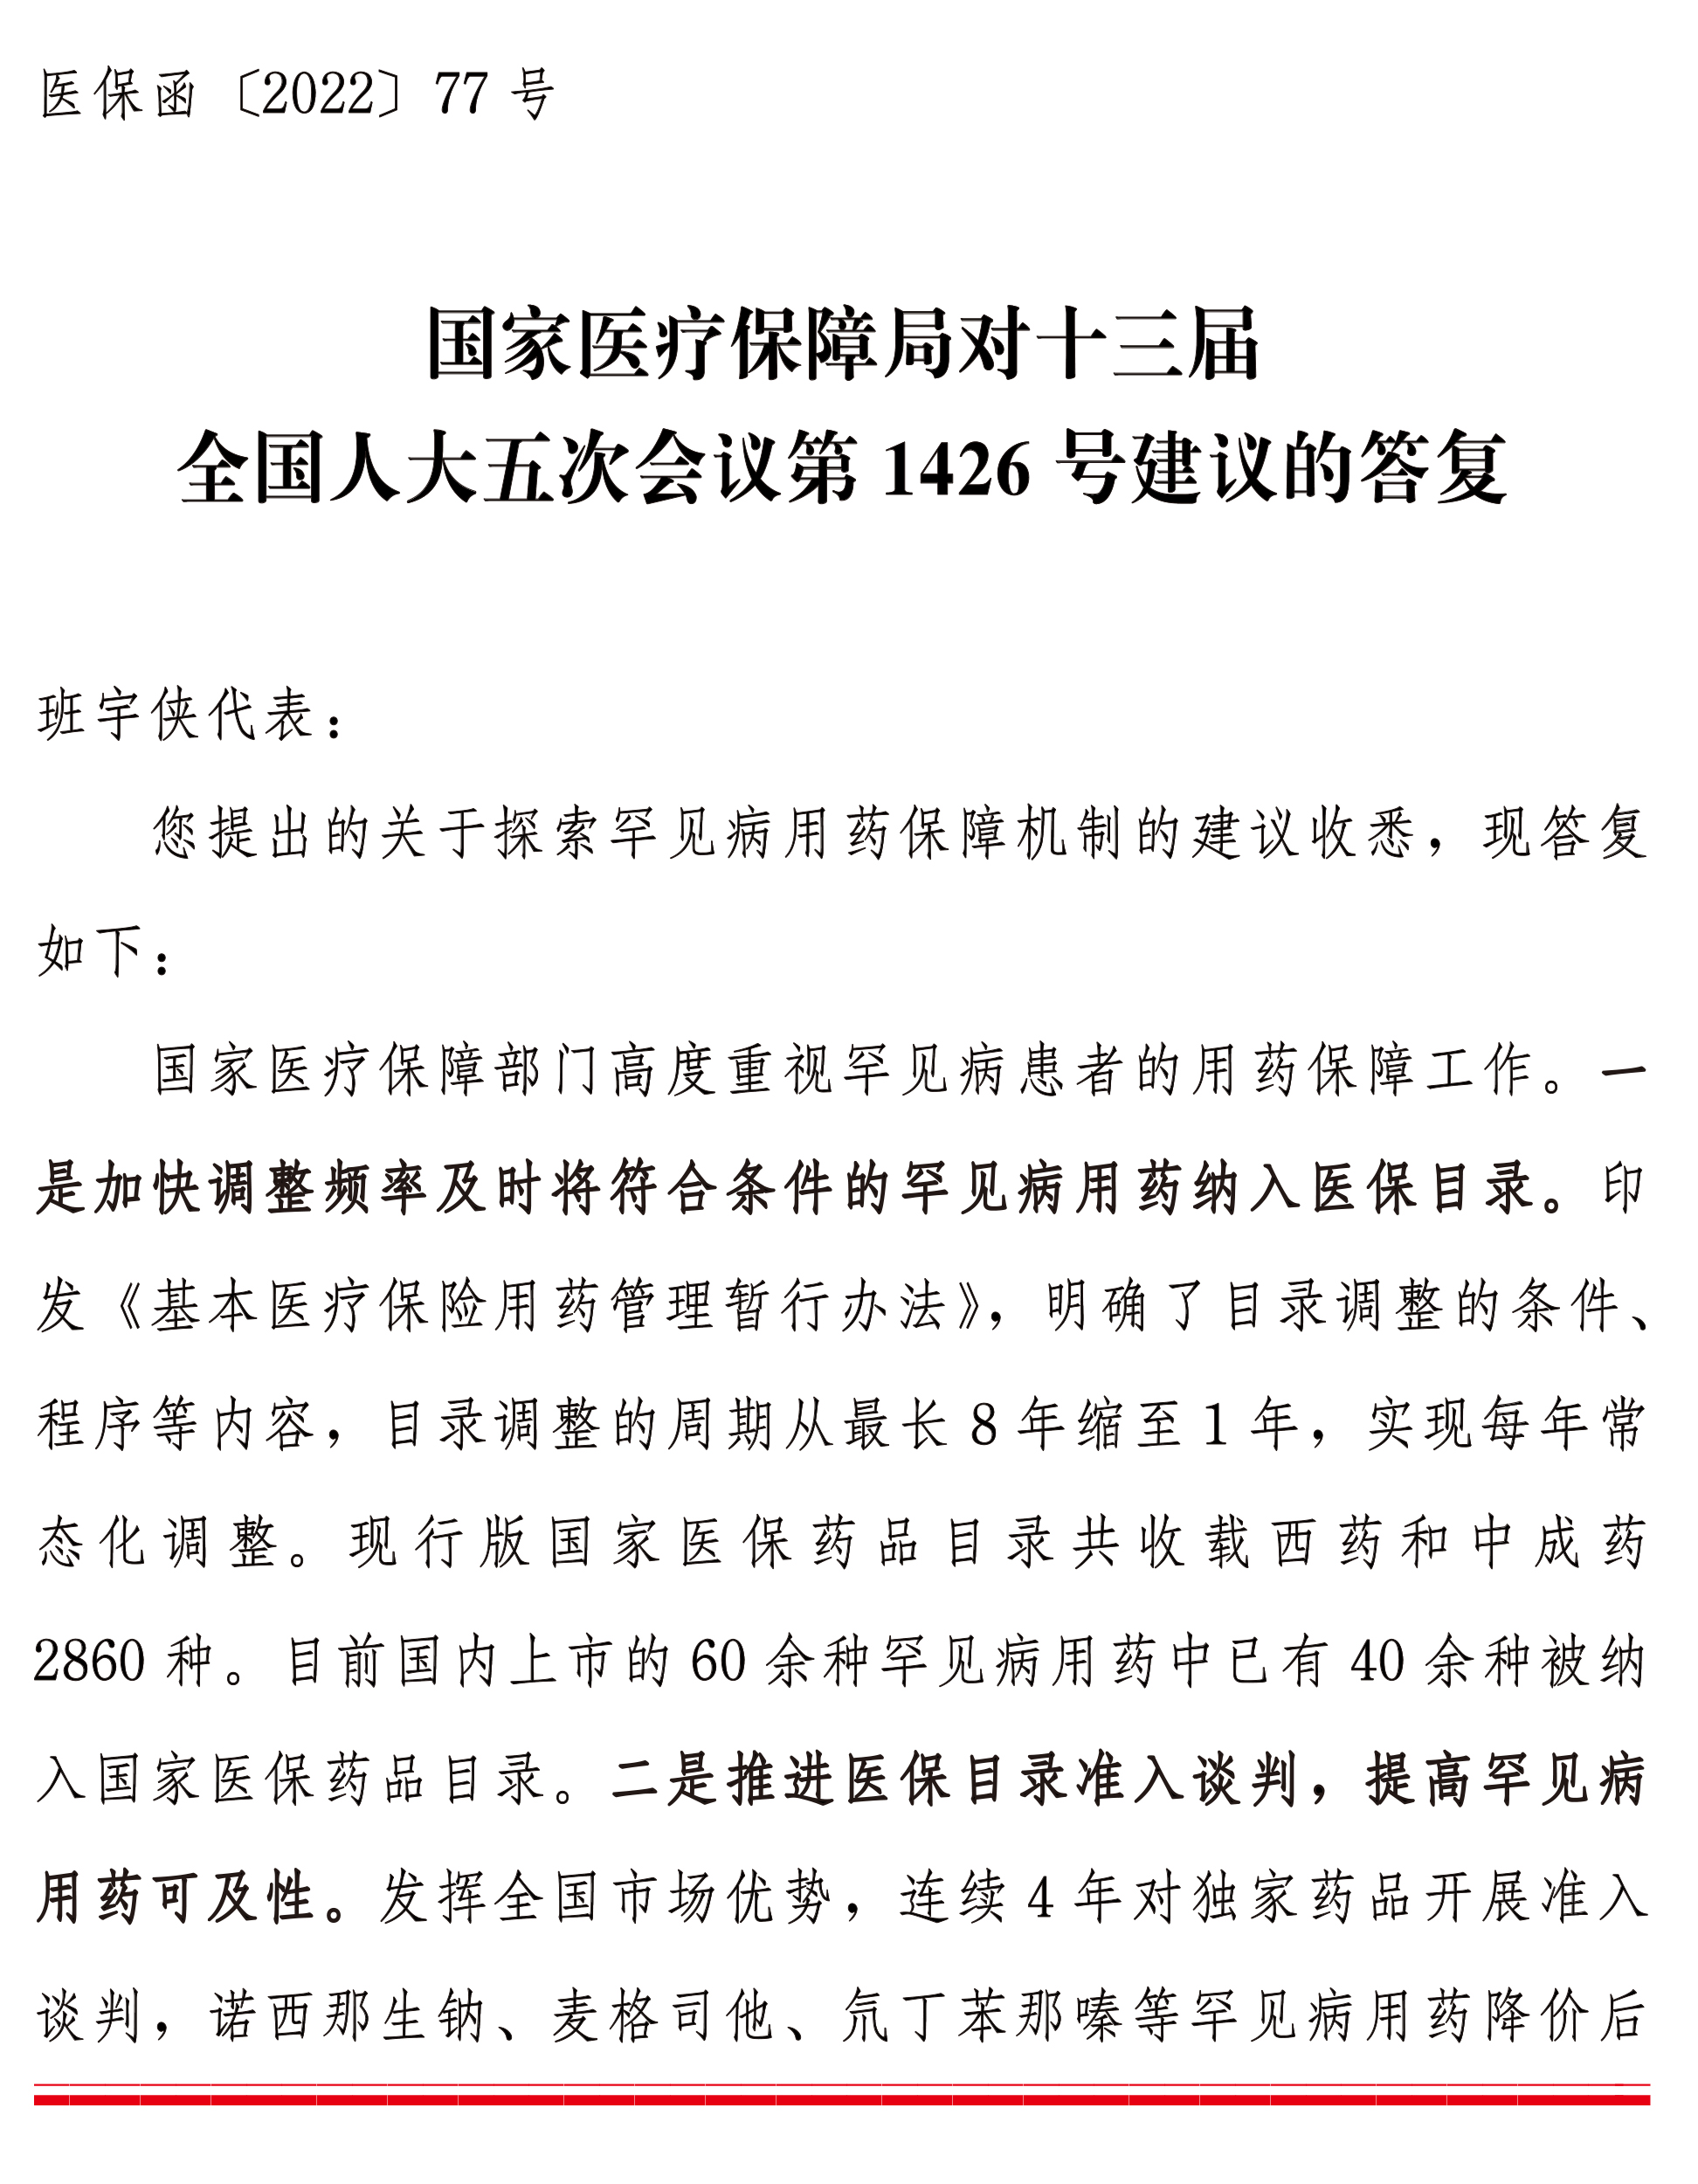 医保函〔2022〕77 号
国家医疗保障局对十三届
全国人大五次会议第 1426 号建议的答复
班宇侠代表：
您提出的关于探索罕见病用药保障机制的建议收悉，现答复
如下：
国家医疗保障部门高度重视罕见病患者的用药保障工作。一
是加快调整频率及时将符合条件的罕见病用药纳入医保目录。印
发《基本医疗保险用药管理暂行办法》，明确了目录调整的条件、
程序等内容，目录调整的周期从最长 8 年缩至 1 年，实现每年常
态化调整。现行版国家医保药品目录共收载西药和中成药
2860 种。目前国内上市的 60 余种罕见病用药中已有 40 余种被纳
入国家医保药品目录。二是推进医保目录准入谈判，提高罕见病
用药可及性。发挥全国市场优势，连续 4 年对独家药品开展准入
谈判，诺西那生钠、麦格司他、氘丁苯那嗪等罕见病用药降价后